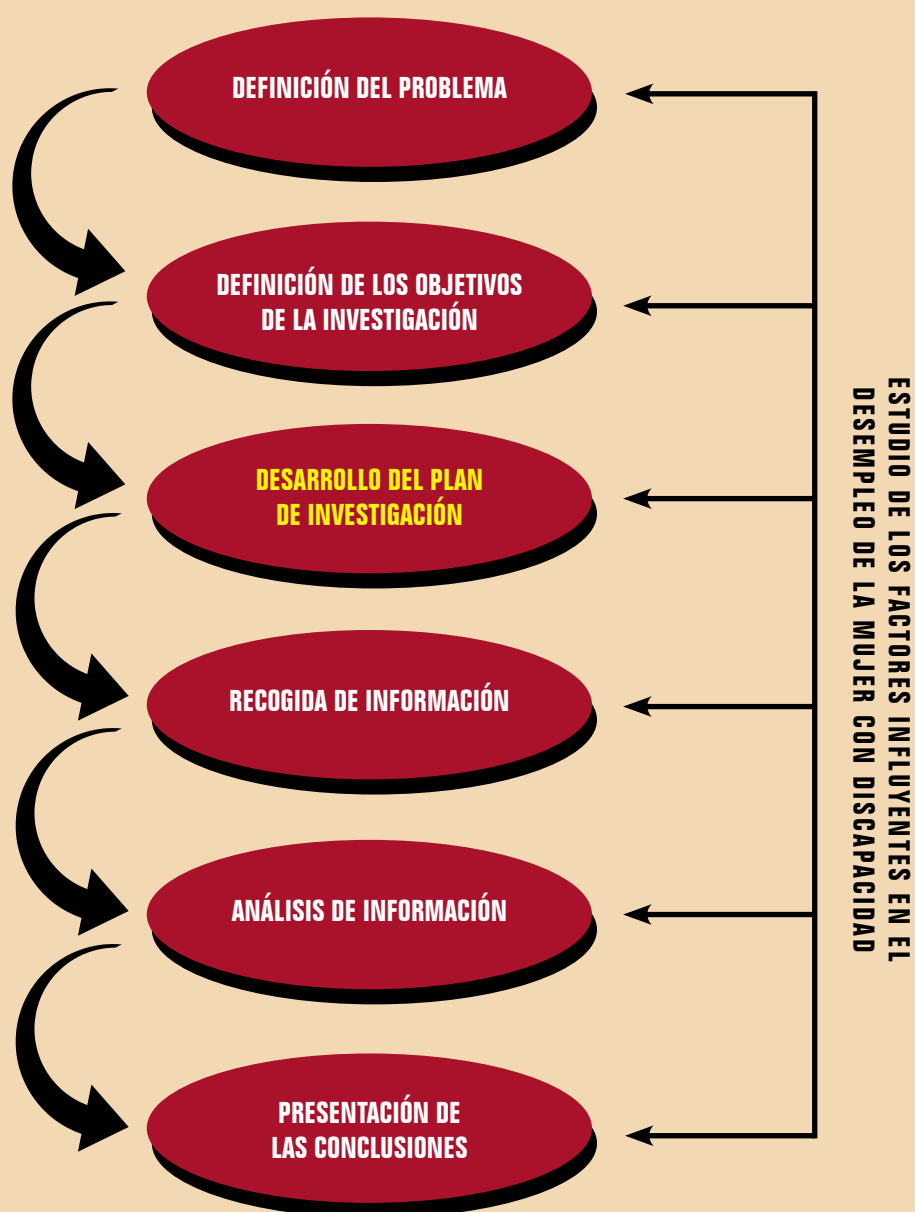 DEFINICIÓN DEL PROBLEMA
DEFINICIÓN DE LOS OBJETIVOS
DE LA INVESTIGACIÓN
DESARROLLO DEL PLAN
DE INVESTIGACIÓN
RECOGIDA DE INFORMACIÓN
ANÁLISIS DE INFORMACIÓN
PRESENTACIÓN DE
LAS CONCLUSIONES
ESTUDIO DE LOS FACTORES INFLUYENTES EN EL
DESEMPLEO DE LA MUJER CON DISCAPACIDAD